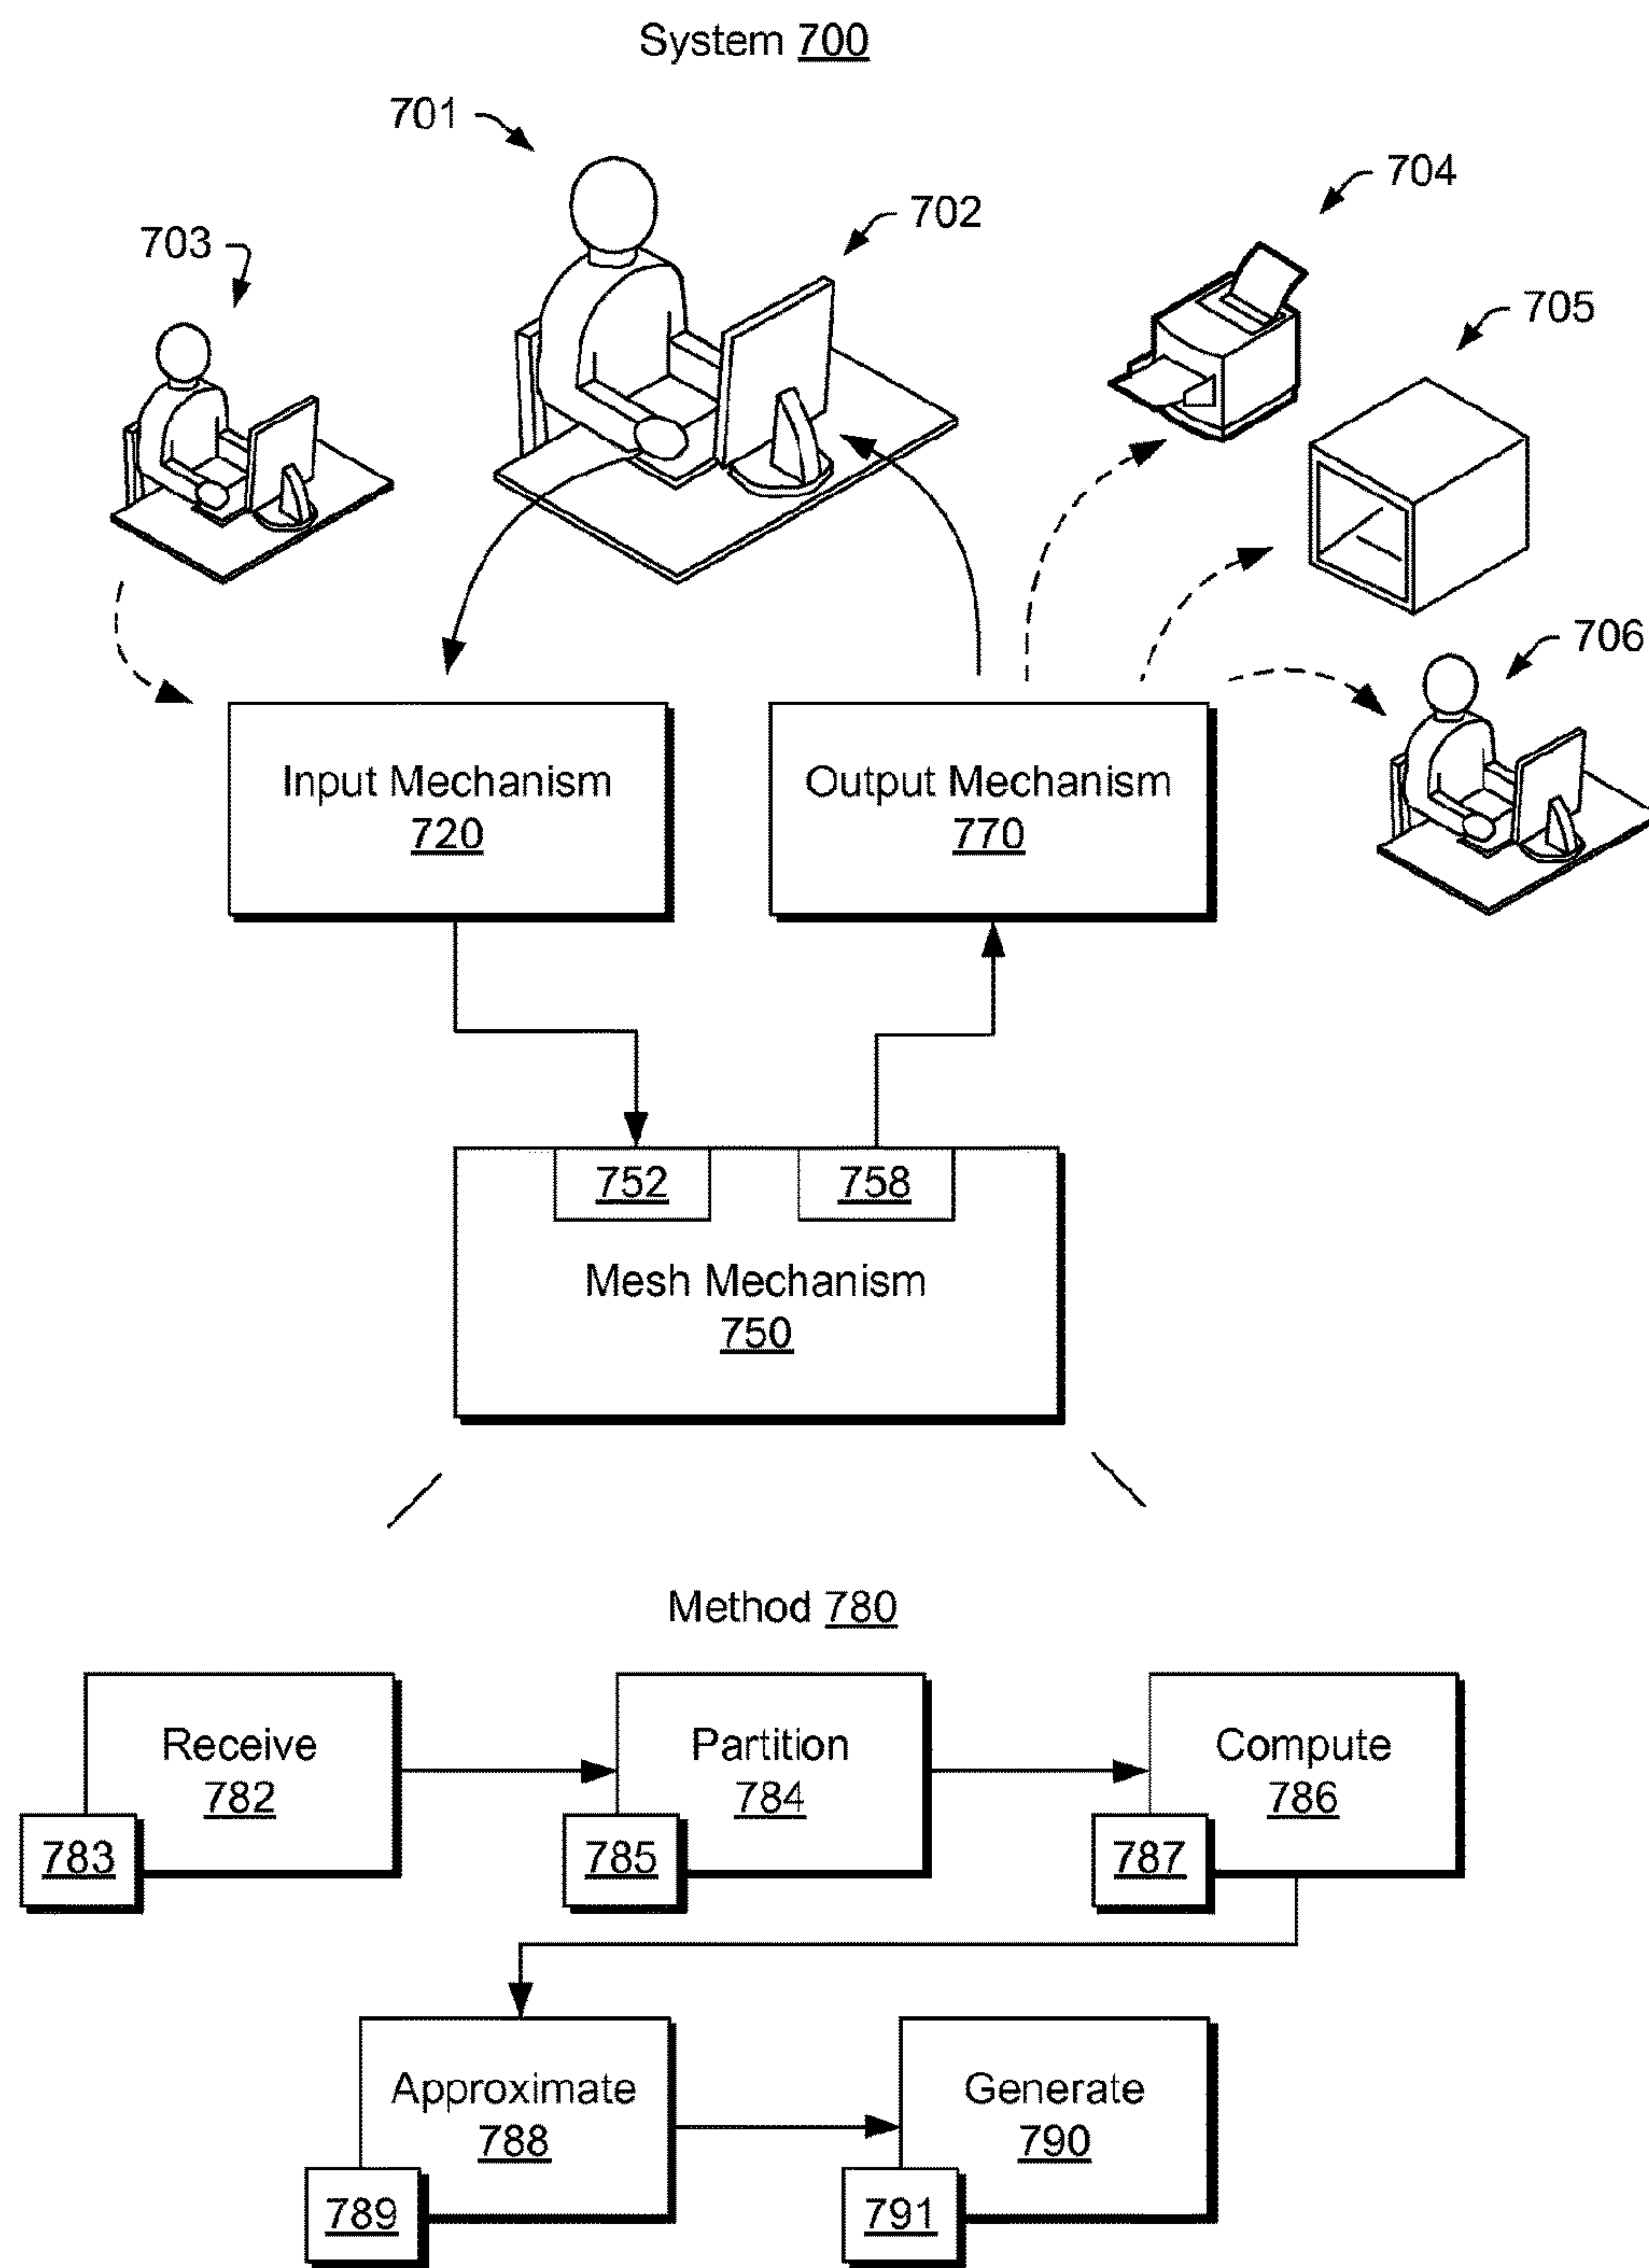 System 700
701
702
703
704
705
706
Input Mechanism
720
Output Mechanism
770
752
758
Mesh Mechanism
750
Method 780
Receive
782
783
Partition
784
785
Compute
786
787
Approximate
788
789
Generate
790
791